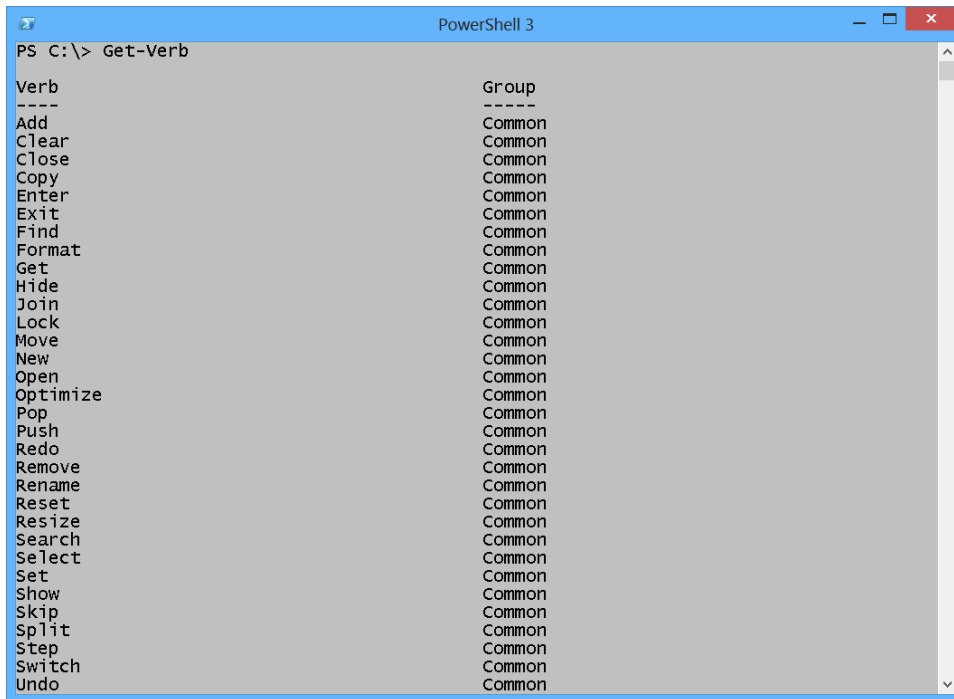 PowerShell 3
PS C:\> Get-Verb
Verb Group
---- -----
Add Common
Clear Common
Close Common
Copy Common
Enter Common
Exit Common
Find Common
Format Common
Get Common
Hide Common
Join Common
Lock Common
Move Common
New Common
Open Common
Optimize Common
Pop Common
Push Common
Redo Common
Remove Common
Rename Common
Reset Common
Resize Common
Search Common
Select Common
Set Common
Show Common
Skip Common
Split Common
Step Common
Switch Common
Undo Common